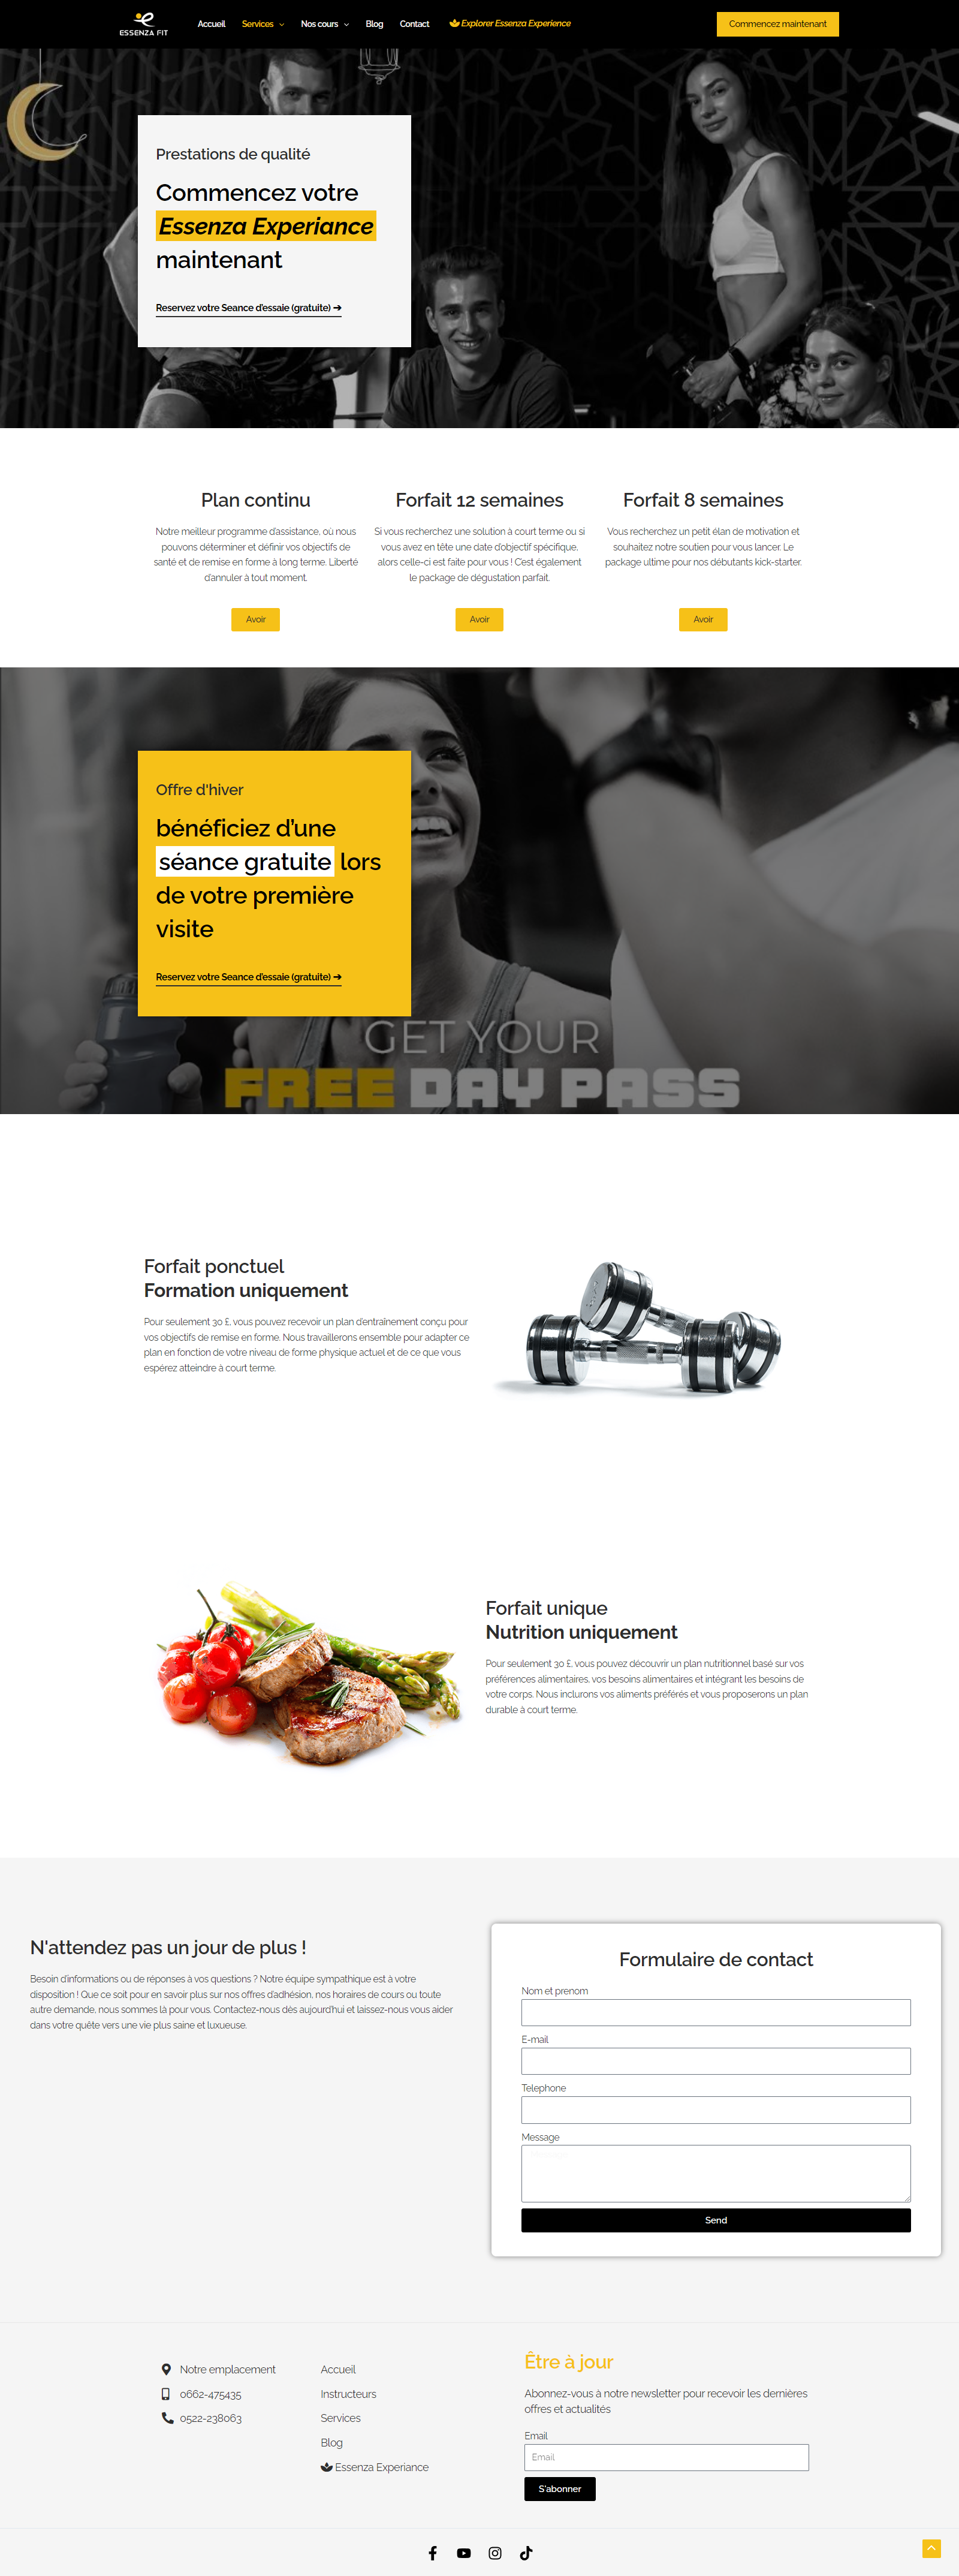 ESSENZA FIT
Accueil
Services
Nos cours
Blog
Contact
Explorer Essenza Experience
Commencez maintenant
Prestations de qualité
Commencez votre
Essenza Experiance
maintenant
Reservez votre Seance d'essaie (gratuite) ➔
Plan continu
Notre meilleur programme d'assistance, où nous
pouvons déterminer et définir vos objectifs de
santé et de remise en forme à long terme. Liberté
d'annuler à tout moment.
Avoir
Forfait 12 semaines
Si vous recherchez une solution à court terme ou si
vous avez en tête une date d'objectif spécifique,
alors celle-ci est faite pour vous ! C'est également
le package de dégustation parfait.
Avoir
Forfait 8 semaines
Vous recherchez un petit élan de motivation et
souhaitez notre soutien pour vous lancer. Le
package ultime pour nos débutants kick-starter.
Avoir
Offre d'hiver
bénéficiez d'une
séance gratuite lors
de votre première
visite
Reservez votre Seance d'essaie (gratuite) ➔
GET YOUR
FREE DAY PASS
Forfait ponctuel
Formation uniquement
Pour seulement 30 £, vous pouvez recevoir un plan d'entraînement conçu pour
vos objectifs de remise en forme. Nous travaillerons ensemble pour adapter ce
plan en fonction de votre niveau de forme physique actuel et de ce que vous
espérez atteindre à court terme.
Forfait unique
Nutrition uniquement
Pour seulement 30 £, vous pouvez découvrir un plan nutritionnel basé sur vos
préférences alimentaires, vos besoins alimentaires et intégrant les besoins de
votre corps. Nous inclurons vos aliments préférés et vous proposerons un plan
durable à court terme.
N'attendez pas un jour de plus !
Besoin d'informations ou de réponses à vos questions ? Notre équipe sympathique est à votre
disposition ! Que ce soit pour en savoir plus sur nos offres d'adhésion, nos horaires de cours ou toute
autre demande, nous sommes là pour vous. Contactez-nous dès aujourd'hui et laissez-nous vous aider
dans votre quête vers une vie plus saine et luxueuse.
Formulaire de contact
Nom et prenom
E-mail
Telephone
Message
Send
Notre emplacement
0662-475435
0522-238063
Accueil
Instructeurs
Services
Blog
Essenza Experiance
Être à jour
Abonnez-vous à notre newsletter pour recevoir les dernières
offres et actualités
Email
Email
S'abonner